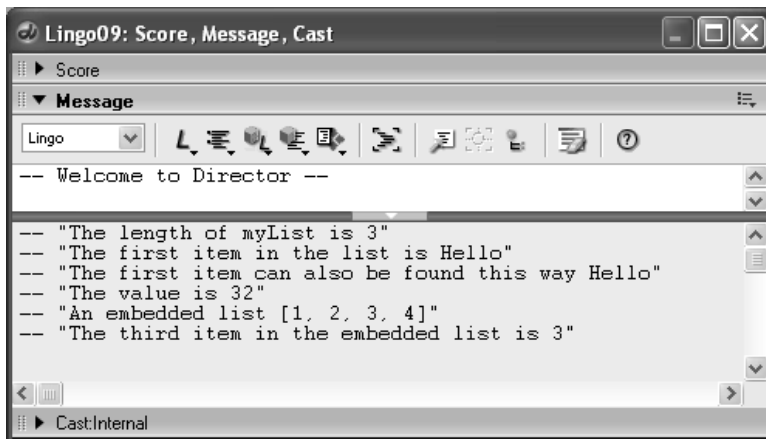 Lingo09: Score, Message, Cast
Score
Message
Lingo
-- Welcome to Director --
-- "The length of myList is 3"
-- "The first item in the list is Hello"
-- "The first item can also be found this way Hello"
-- "The value is 32"
-- "An embedded list [1, 2, 3, 4]"
-- "The third item in the embedded list is 3"
Cast:Internal